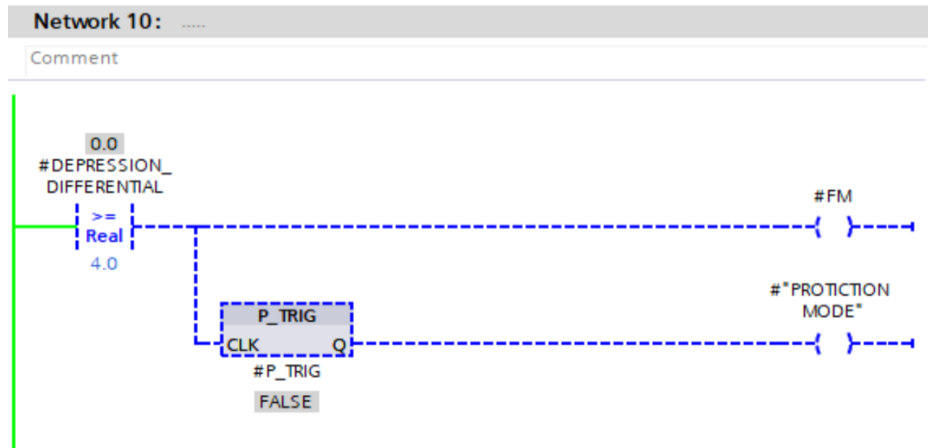 Network 10: .....
Comment
0.0
#DEPRESSION_
DIFFERENTIAL
>=
Real
4.0
#FM
P_TRIG
CLK Q
#P_TRIG
FALSE
#"PROTICTION
MODE"